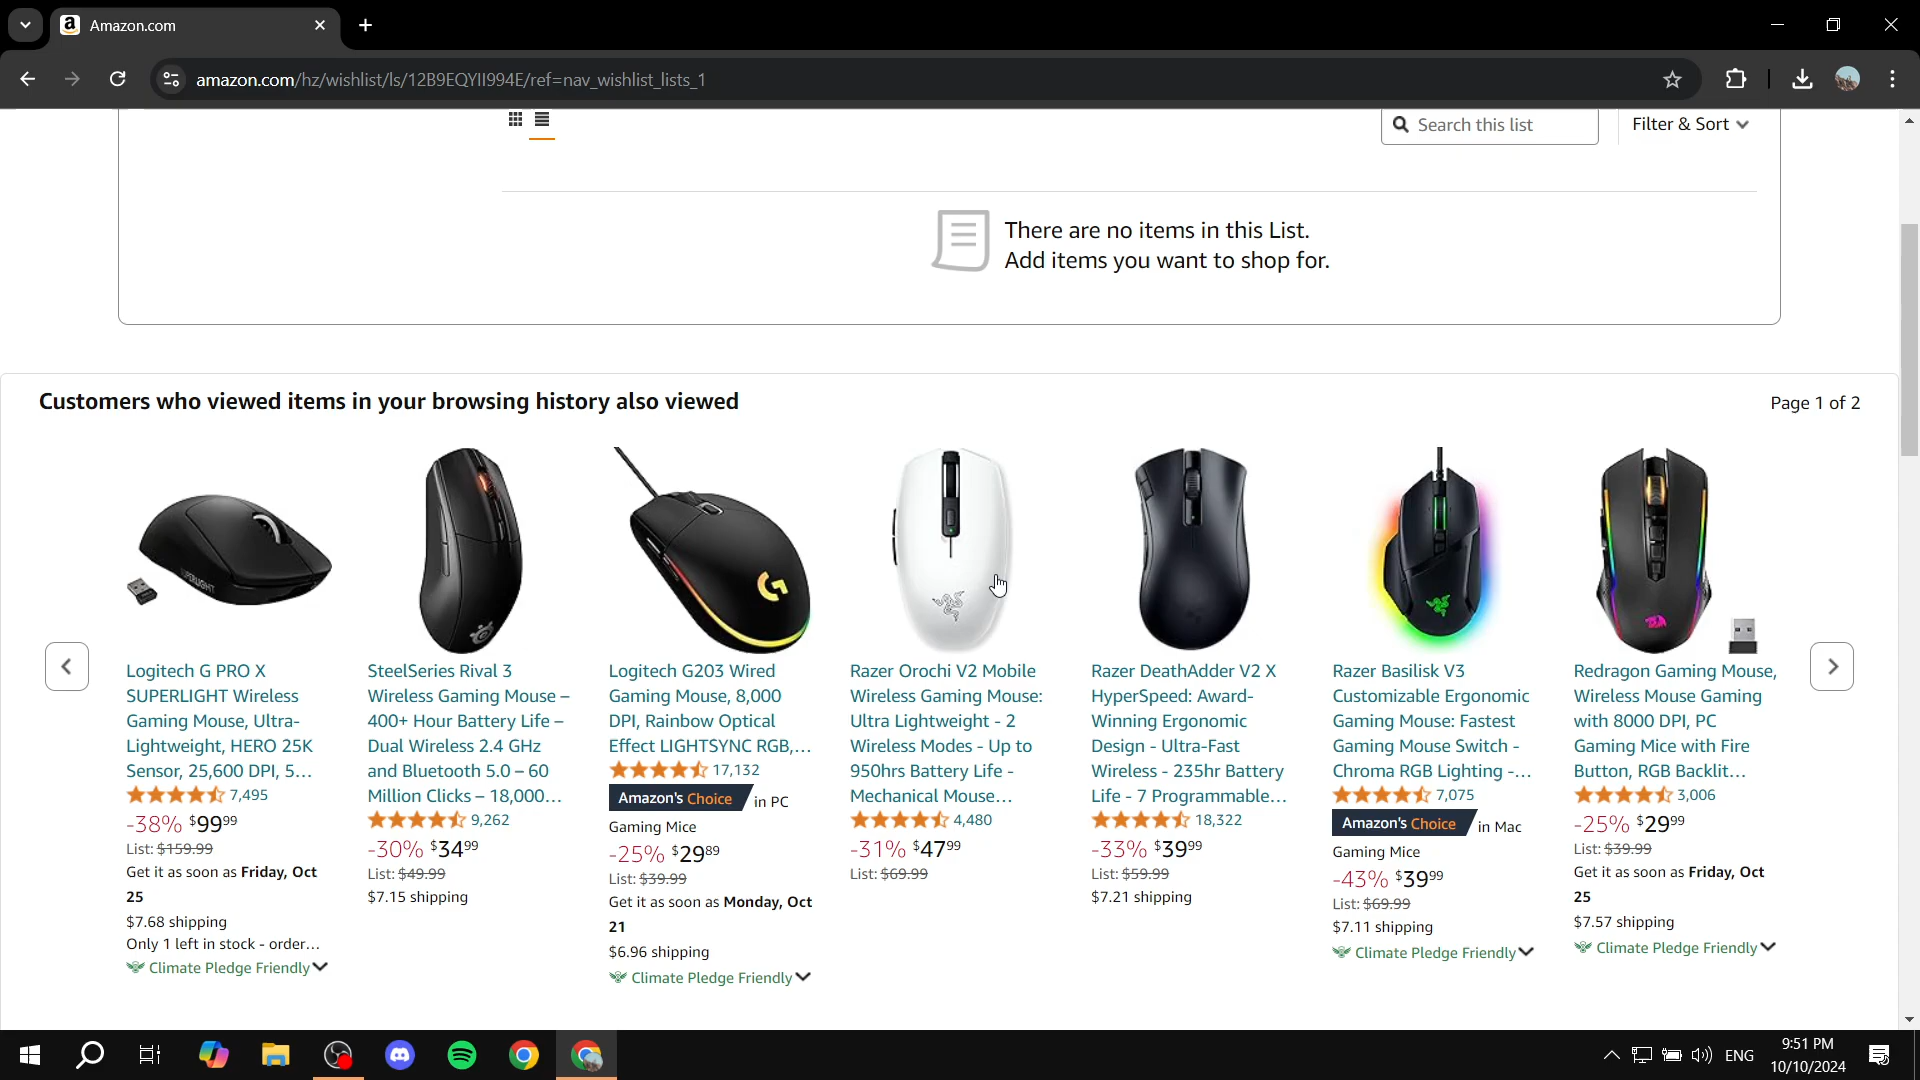 Amazon.com
amazon.com/hz/wishlist/ls/12B9EQYII994E/ref=nav_wishlist_lists_1
Search this list
Filter & Sort
There are no items in this List.
Add items you want to shop for.
Customers who viewed items in your browsing history also viewed
Page 1 of 2
Logitech G PRO X
SUPERLIGHT Wireless
Gaming Mouse, Ultra-
Lightweight, HERO 25K
Sensor, 25,600 DPI, 5...
7,495
-38% $99.99
List: $159.99
Get it as soon as Friday, Oct
25
$7.68 shipping
Only 1 left in stock - order...
Climate Pledge Friendly
SteelSeries Rival 3
Wireless Gaming Mouse –
400+ Hour Battery Life –
Dual Wireless 2.4 GHz
and Bluetooth 5.0 – 60
Million Clicks – 18,000...
9,262
-30% $34.99
List: $49.99
$7.15 shipping
Logitech G203 Wired
Gaming Mouse, 8,000
DPI, Rainbow Optical
Effect LIGHTSYNC RGB,...
17,132
Amazon's Choice in PC
Gaming Mice
-25% $29.89
List: $39.99
Get it as soon as Monday, Oct
21
$6.96 shipping
Climate Pledge Friendly
Razer Orochi V2 Mobile
Wireless Gaming Mouse:
Ultra Lightweight - 2
Wireless Modes - Up to
950hrs Battery Life -
Mechanical Mouse...
4,480
-31% $47.99
List: $69.99
Razer DeathAdder V2 X
HyperSpeed: Award-
Winning Ergonomic
Design - Ultra-Fast
Wireless - 235hr Battery
Life - 7 Programmable...
18,322
-33% $39.99
List: $59.99
$7.21 shipping
Razer Basilisk V3
Customizable Ergonomic
Gaming Mouse: Fastest
Gaming Mouse Switch -
Chroma RGB Lighting -...
7,075
Amazon's Choice in Mac
Gaming Mice
-43% $39.99
List: $69.99
$7.11 shipping
Climate Pledge Friendly
Redragon Gaming Mouse,
Wireless Mouse Gaming
with 8000 DPI, PC
Gaming Mice with Fire
Button, RGB Backlit...
3,006
-25% $29.99
List: $39.99
Get it as soon as Friday, Oct
25
$7.57 shipping
Climate Pledge Friendly
ENG
9:51 PM
10/10/2024